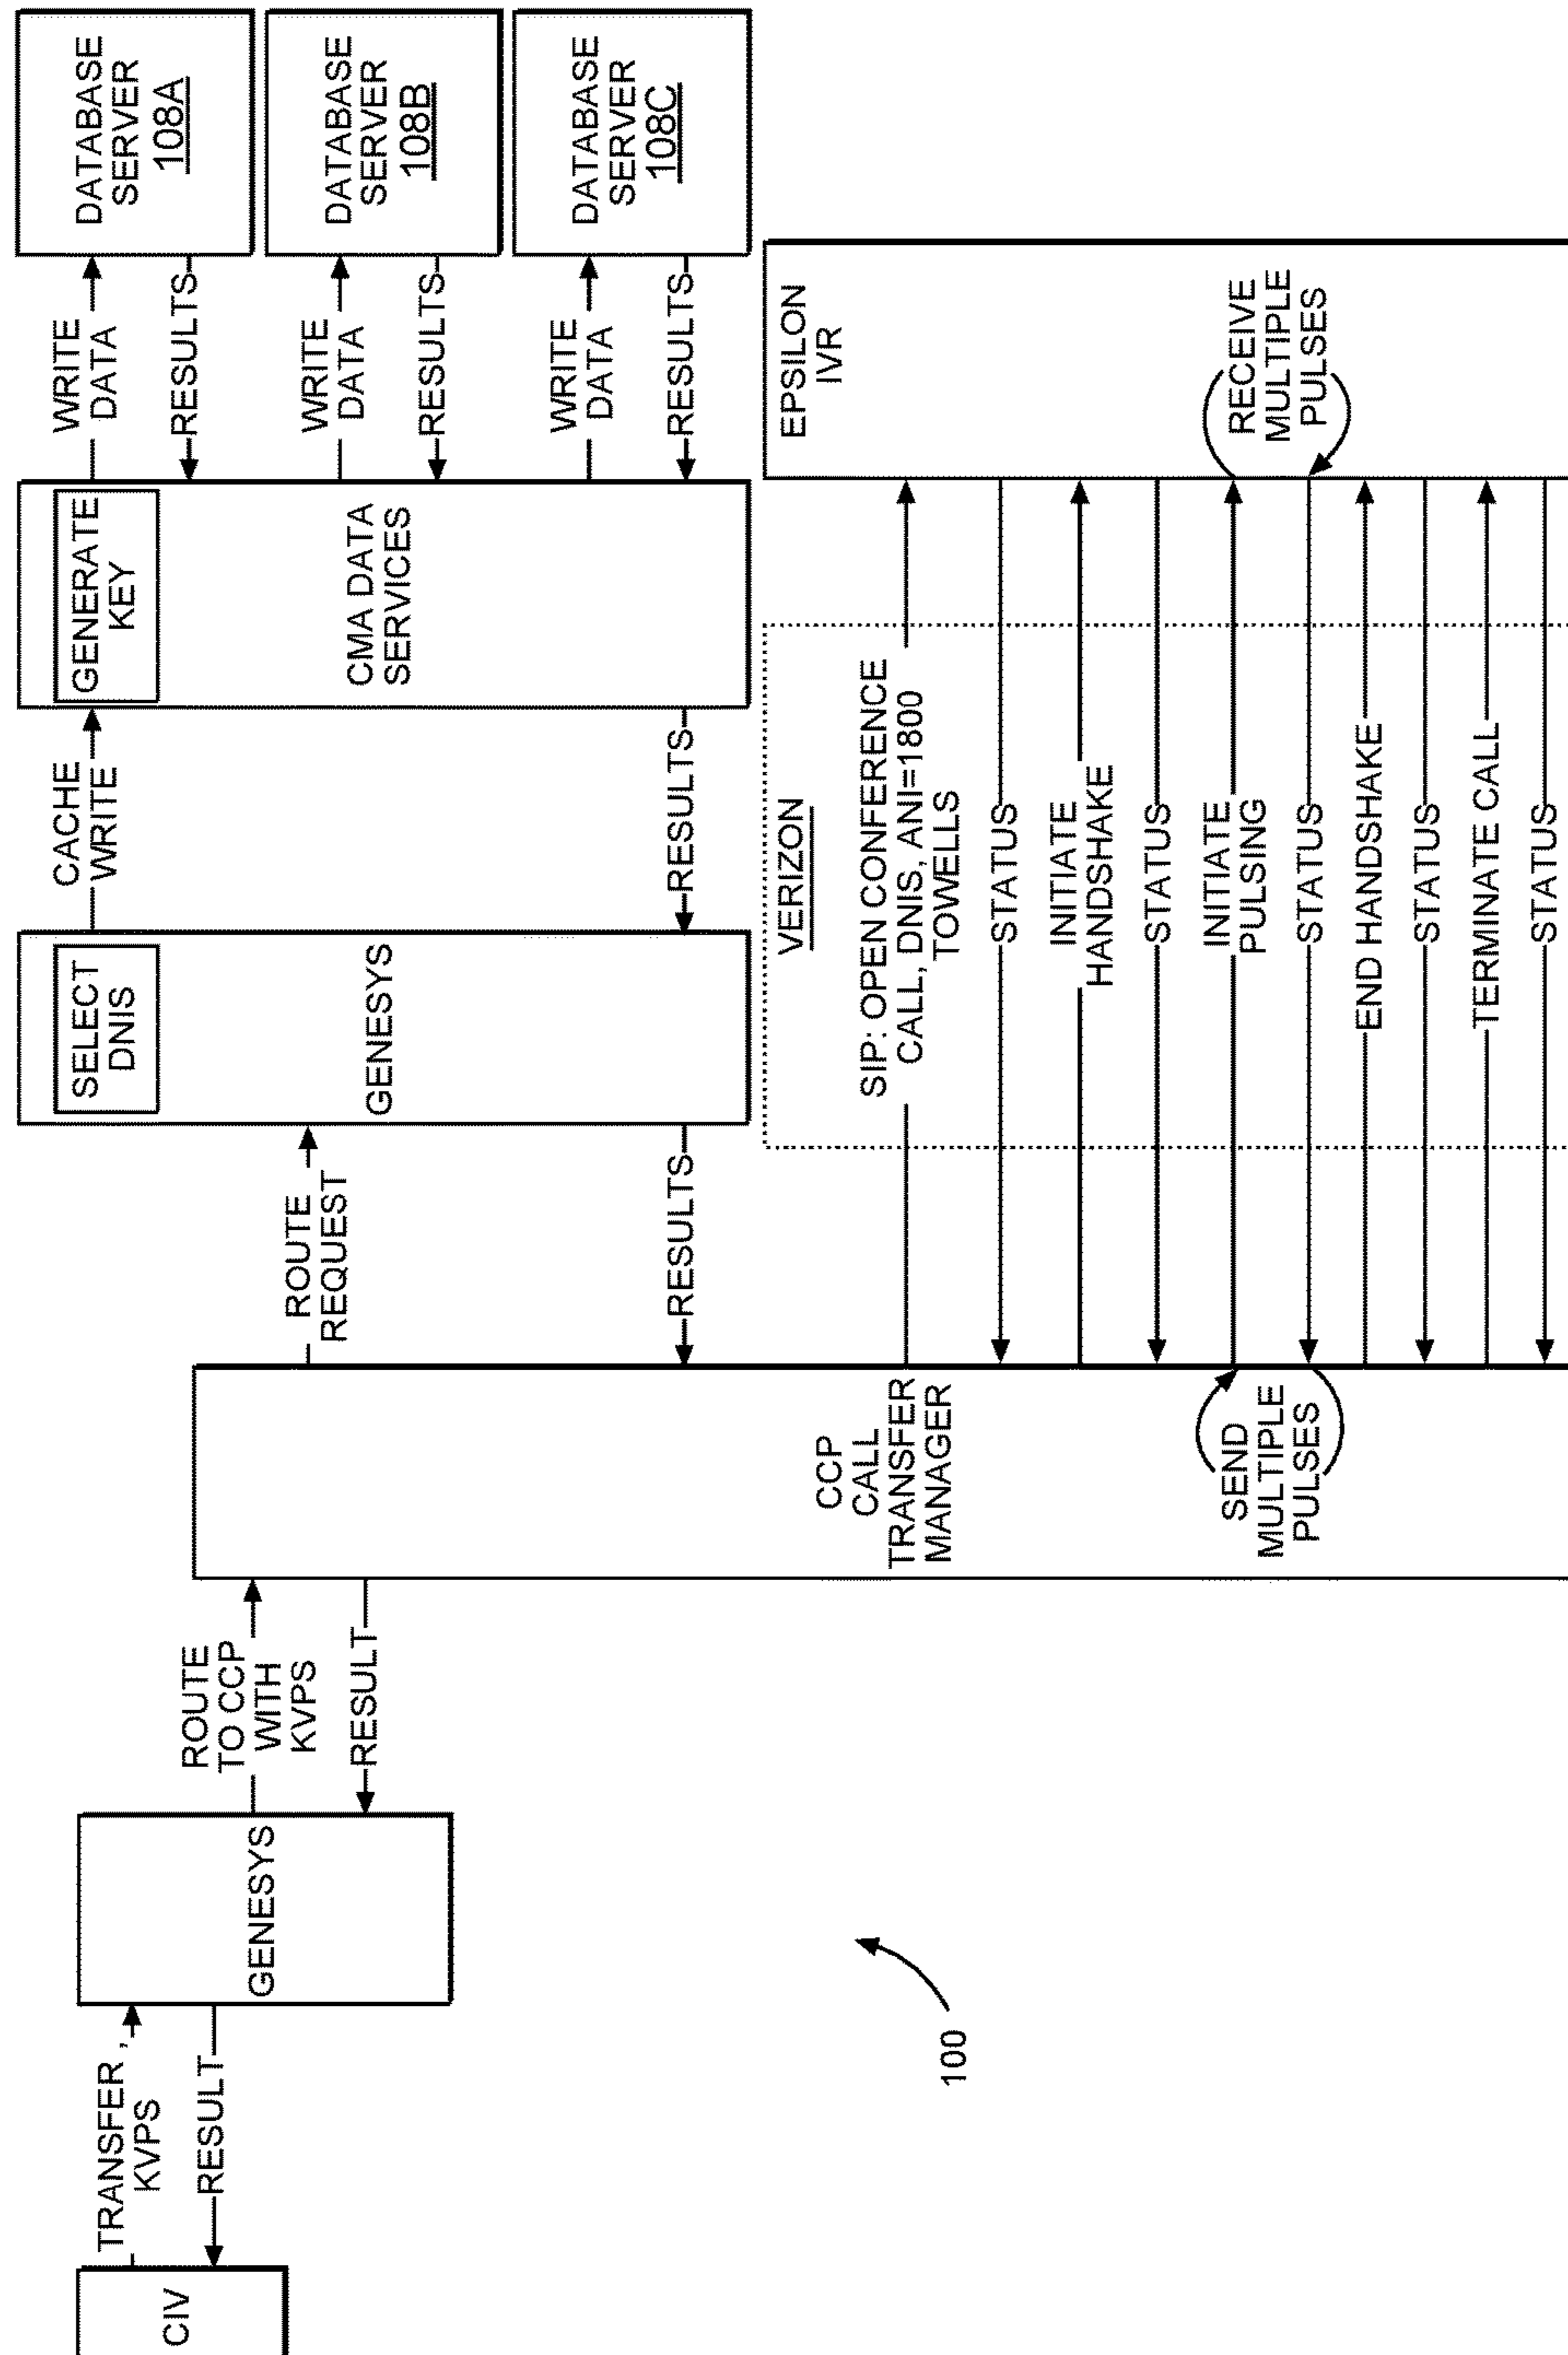 CIV
TRANSFER,
KVPS
RESULT
GENESYS
ROUTE
TO CCP
WITH
KVPS
RESULT
CCP
CALL
TRANSFER
MANAGER
SEND
MULTIPLE
PULSES
ROUTE
REQUEST
RESULTS
SELECT
DNIS
GENESYS
CACHE
WRITE
RESULTS
GENERATE
KEY
CMA DATA
SERVICES
WRITE
DATA
RESULTS
WRITE
DATA
RESULTS
WRITE
DATA
RESULTS
DATABASE
SERVER
108A
DATABASE
SERVER
108B
DATABASE
SERVER
108C
VERIZON
SIP: OPEN CONFERENCE
CALL, DNIS, ANI=1800
TOWELLS
STATUS
INITIATE
HANDSHAKE
STATUS
INITIATE
PULSING
STATUS
END HANDSHAKE
STATUS
TERMINATE CALL
STATUS
EPSILON
IVR
RECEIVE
MULTIPLE
PULSES
100